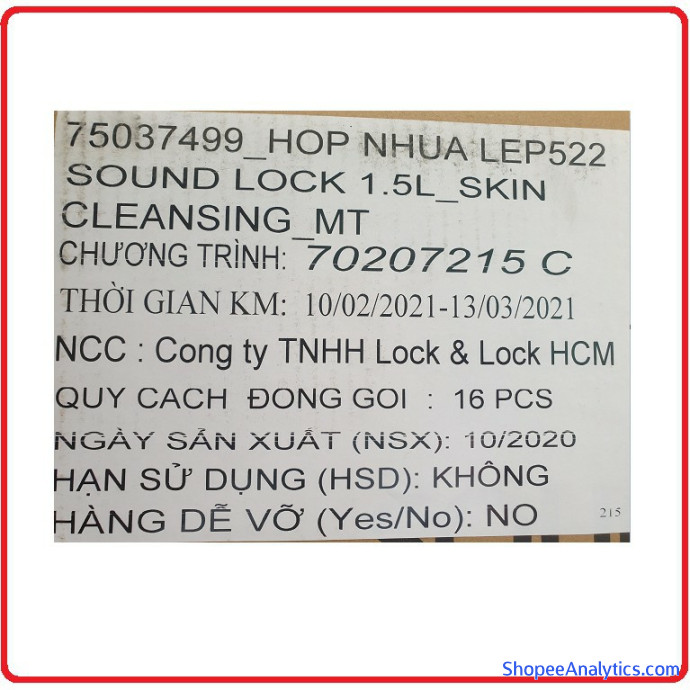 75037499_HOP NHUA LEP522
SOUND LOCK 1.5L_SKIN
CLEANSING_MT
CHƯƠNG TRÌNH: 70207215 C
THỜI GIAN KM: 10/02/2021-13/03/2021
NCC : Cong ty TNHH Lock & Lock HCM
QUY CACH ĐONG GOI : 16 PCS
NGÀY SẢN XUẤT (NSX): 10/2020
HẠN SỬ DỤNG (HSD): KHÔNG
HÀNG DỄ VỠ (Yes/No): NO
215
ShopeeAnalytics.com